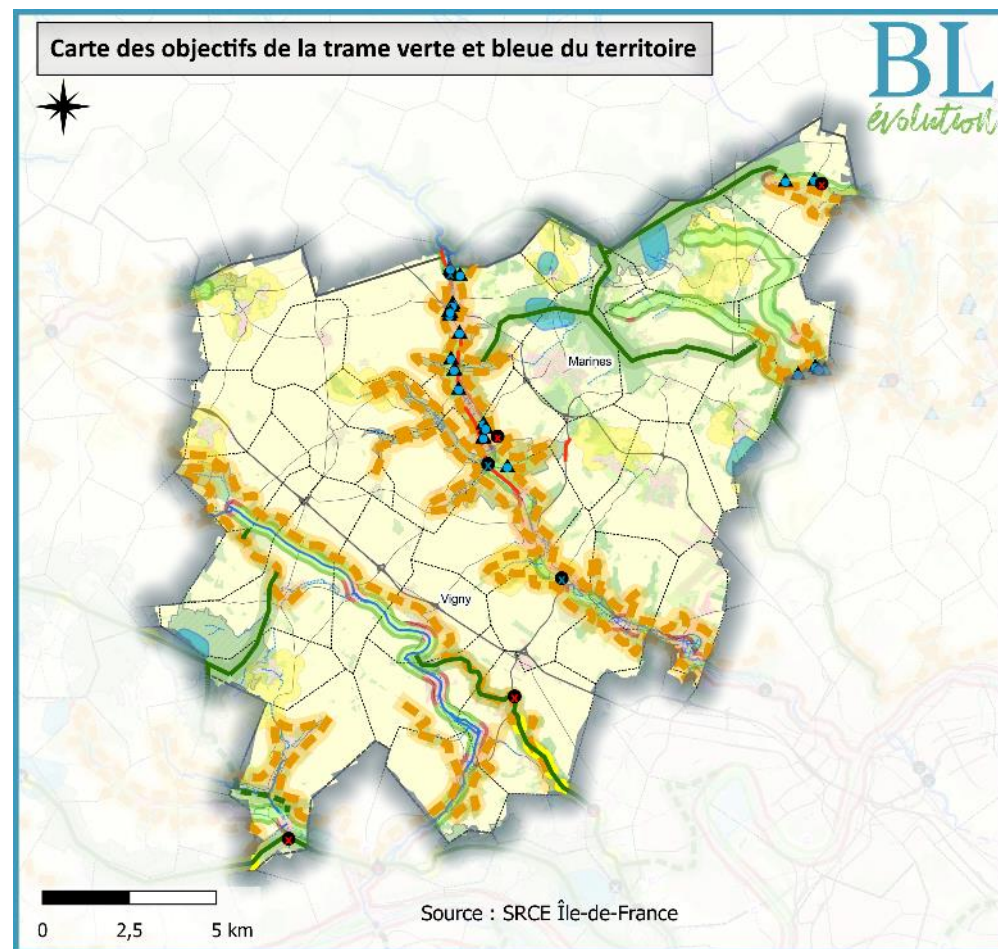 Carte des objectifs de la trame verte et bleue du territoire
BL
évolution
Marines
Vigny
0 2,5 5 km
Source : SRCE Île-de-France